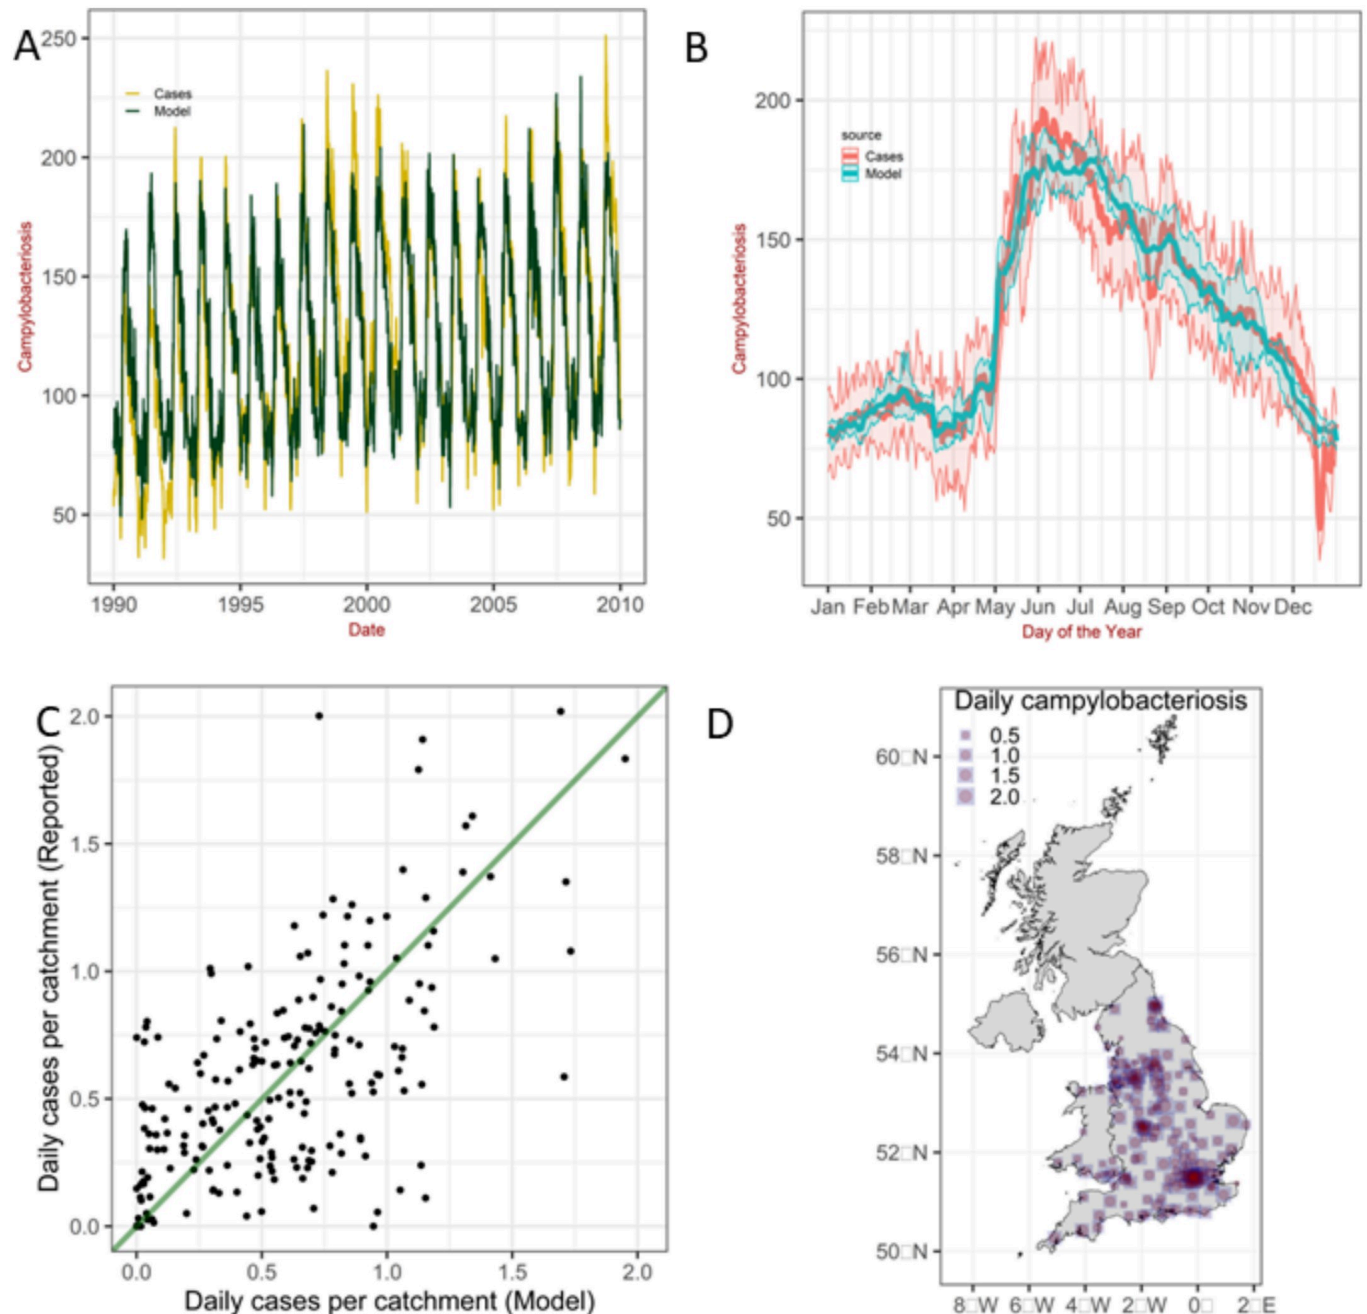 A
250
200
150
100
50
Campylobacteriosis
Cases
Model
1990 1995 2000 2005 2010
Date
B
200
150
100
50
Campylobacteriosis
source
Cases
Model
Jan Feb Mar Apr May Jun Jul Aug Sep Oct Nov Dec
Day of the Year
C
2.0
1.5
1.0
0.5
0.0
Daily cases per catchment (Reported)
0.0 0.5 1.0 1.5 2.0
Daily cases per catchment (Model)
D
Daily campylobacteriosis
0.5
1.0
1.5
2.0
60□N
58□N
56□N
54□N
52□N
50□N
8□W 6□W 4□W 2□W 0□ 2□E